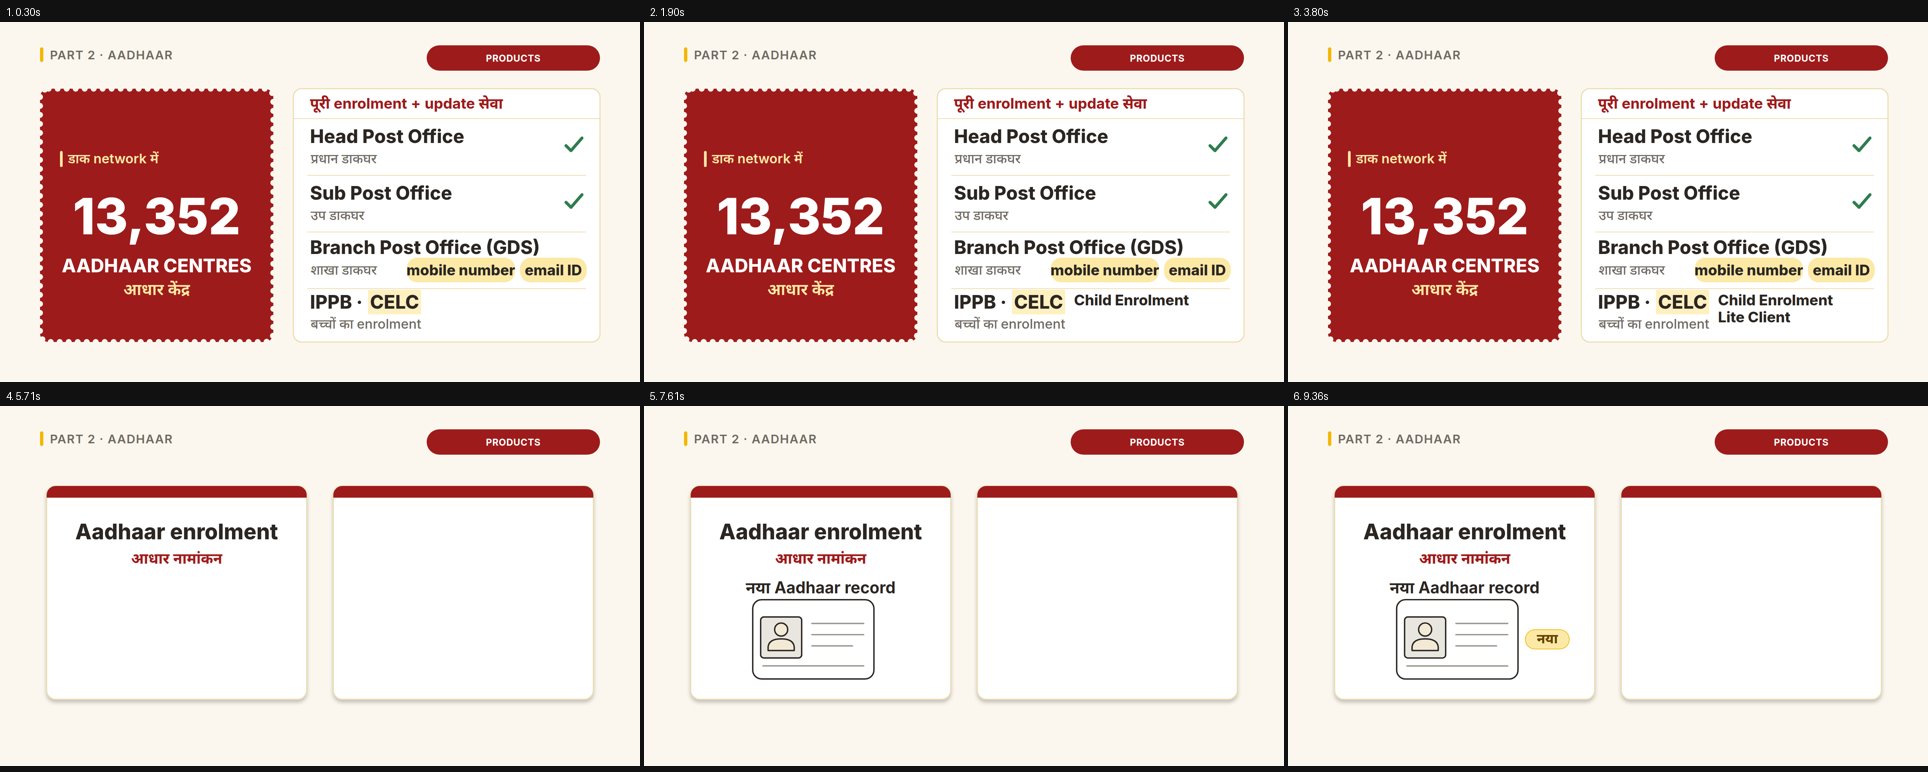 1. 0.30s
PART 2 · AADHAAR
PRODUCTS
डाक network में
13,352
AADHAAR CENTRES
आधार केंद्र
पूरी enrolment + update सेवा
Head Post Office
प्रधान डाकघर
Sub Post Office
उप डाकघर
Branch Post Office (GDS)
शाखा डाकघर mobile number email ID
IPPB · CELC
बच्चों का enrolment
2. 1.90s
PART 2 · AADHAAR
PRODUCTS
डाक network में
13,352
AADHAAR CENTRES
आधार केंद्र
पूरी enrolment + update सेवा
Head Post Office
प्रधान डाकघर
Sub Post Office
उप डाकघर
Branch Post Office (GDS)
शाखा डाकघर mobile number email ID
IPPB · CELC Child Enrolment
बच्चों का enrolment
3. 3.80s
PART 2 · AADHAAR
PRODUCTS
डाक network में
13,352
AADHAAR CENTRES
आधार केंद्र
पूरी enrolment + update सेवा
Head Post Office
प्रधान डाकघर
Sub Post Office
उप डाकघर
Branch Post Office (GDS)
शाखा डाकघर mobile number email ID
IPPB · CELC Child Enrolment
Lite Client
बच्चों का enrolment
4. 5.71s
PART 2 · AADHAAR
PRODUCTS
Aadhaar enrolment
आधार नामांकन
5. 7.61s
PART 2 · AADHAAR
PRODUCTS
Aadhaar enrolment
आधार नामांकन
नया Aadhaar record
6. 9.36s
PART 2 · AADHAAR
PRODUCTS
Aadhaar enrolment
आधार नामांकन
नया Aadhaar record
नया